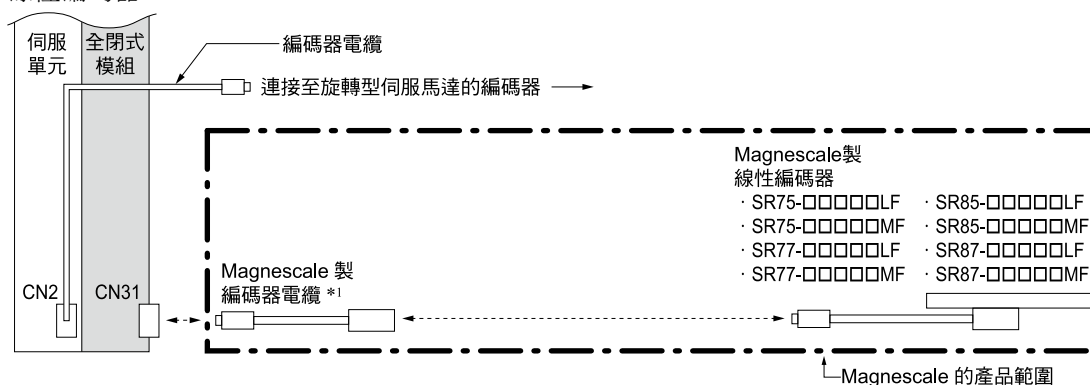 伺服
單元
全閉式
模組
編碼器電纜
連接至旋轉型伺服馬達的編碼器
Magnescale製
線性編碼器
· SR75-□□□□□LF · SR85-□□□□□LF
· SR75-□□□□□MF · SR85-□□□□□MF
· SR77-□□□□□LF · SR87-□□□□□LF
· SR77-□□□□□MF · SR87-□□□□□MF
CN2
CN31
Magnescale 製
編碼器電纜 *1
Magnescale 的產品範圍